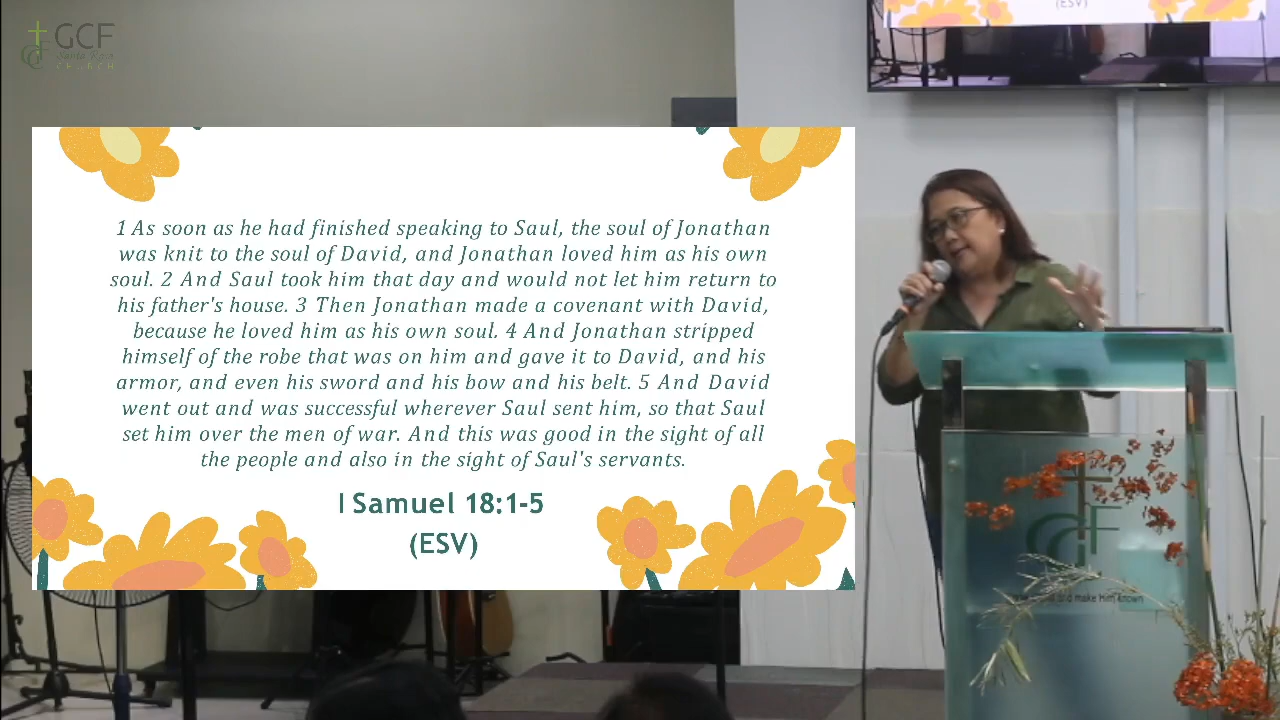 GCF
Santa Rosa
CHURCH
(ESV)
1 As soon as he had finished speaking to Saul, the soul of Jonathan
was knit to the soul of David, and Jonathan loved him as his own
soul. 2 And Saul took him that day and would not let him return to
his father's house. 3 Then Jonathan made a covenant with David,
because he loved him as his own soul. 4 And Jonathan stripped
himself of the robe that was on him and gave it to David, and his
armor, and even his sword and his bow and his belt. 5 And David
went out and was successful wherever Saul sent him, so that Saul
set him over the men of war. And this was good in the sight of all
the people and also in the sight of Saul's servants.
I Samuel 18:1-5
(ESV)
GCF
and make Him known